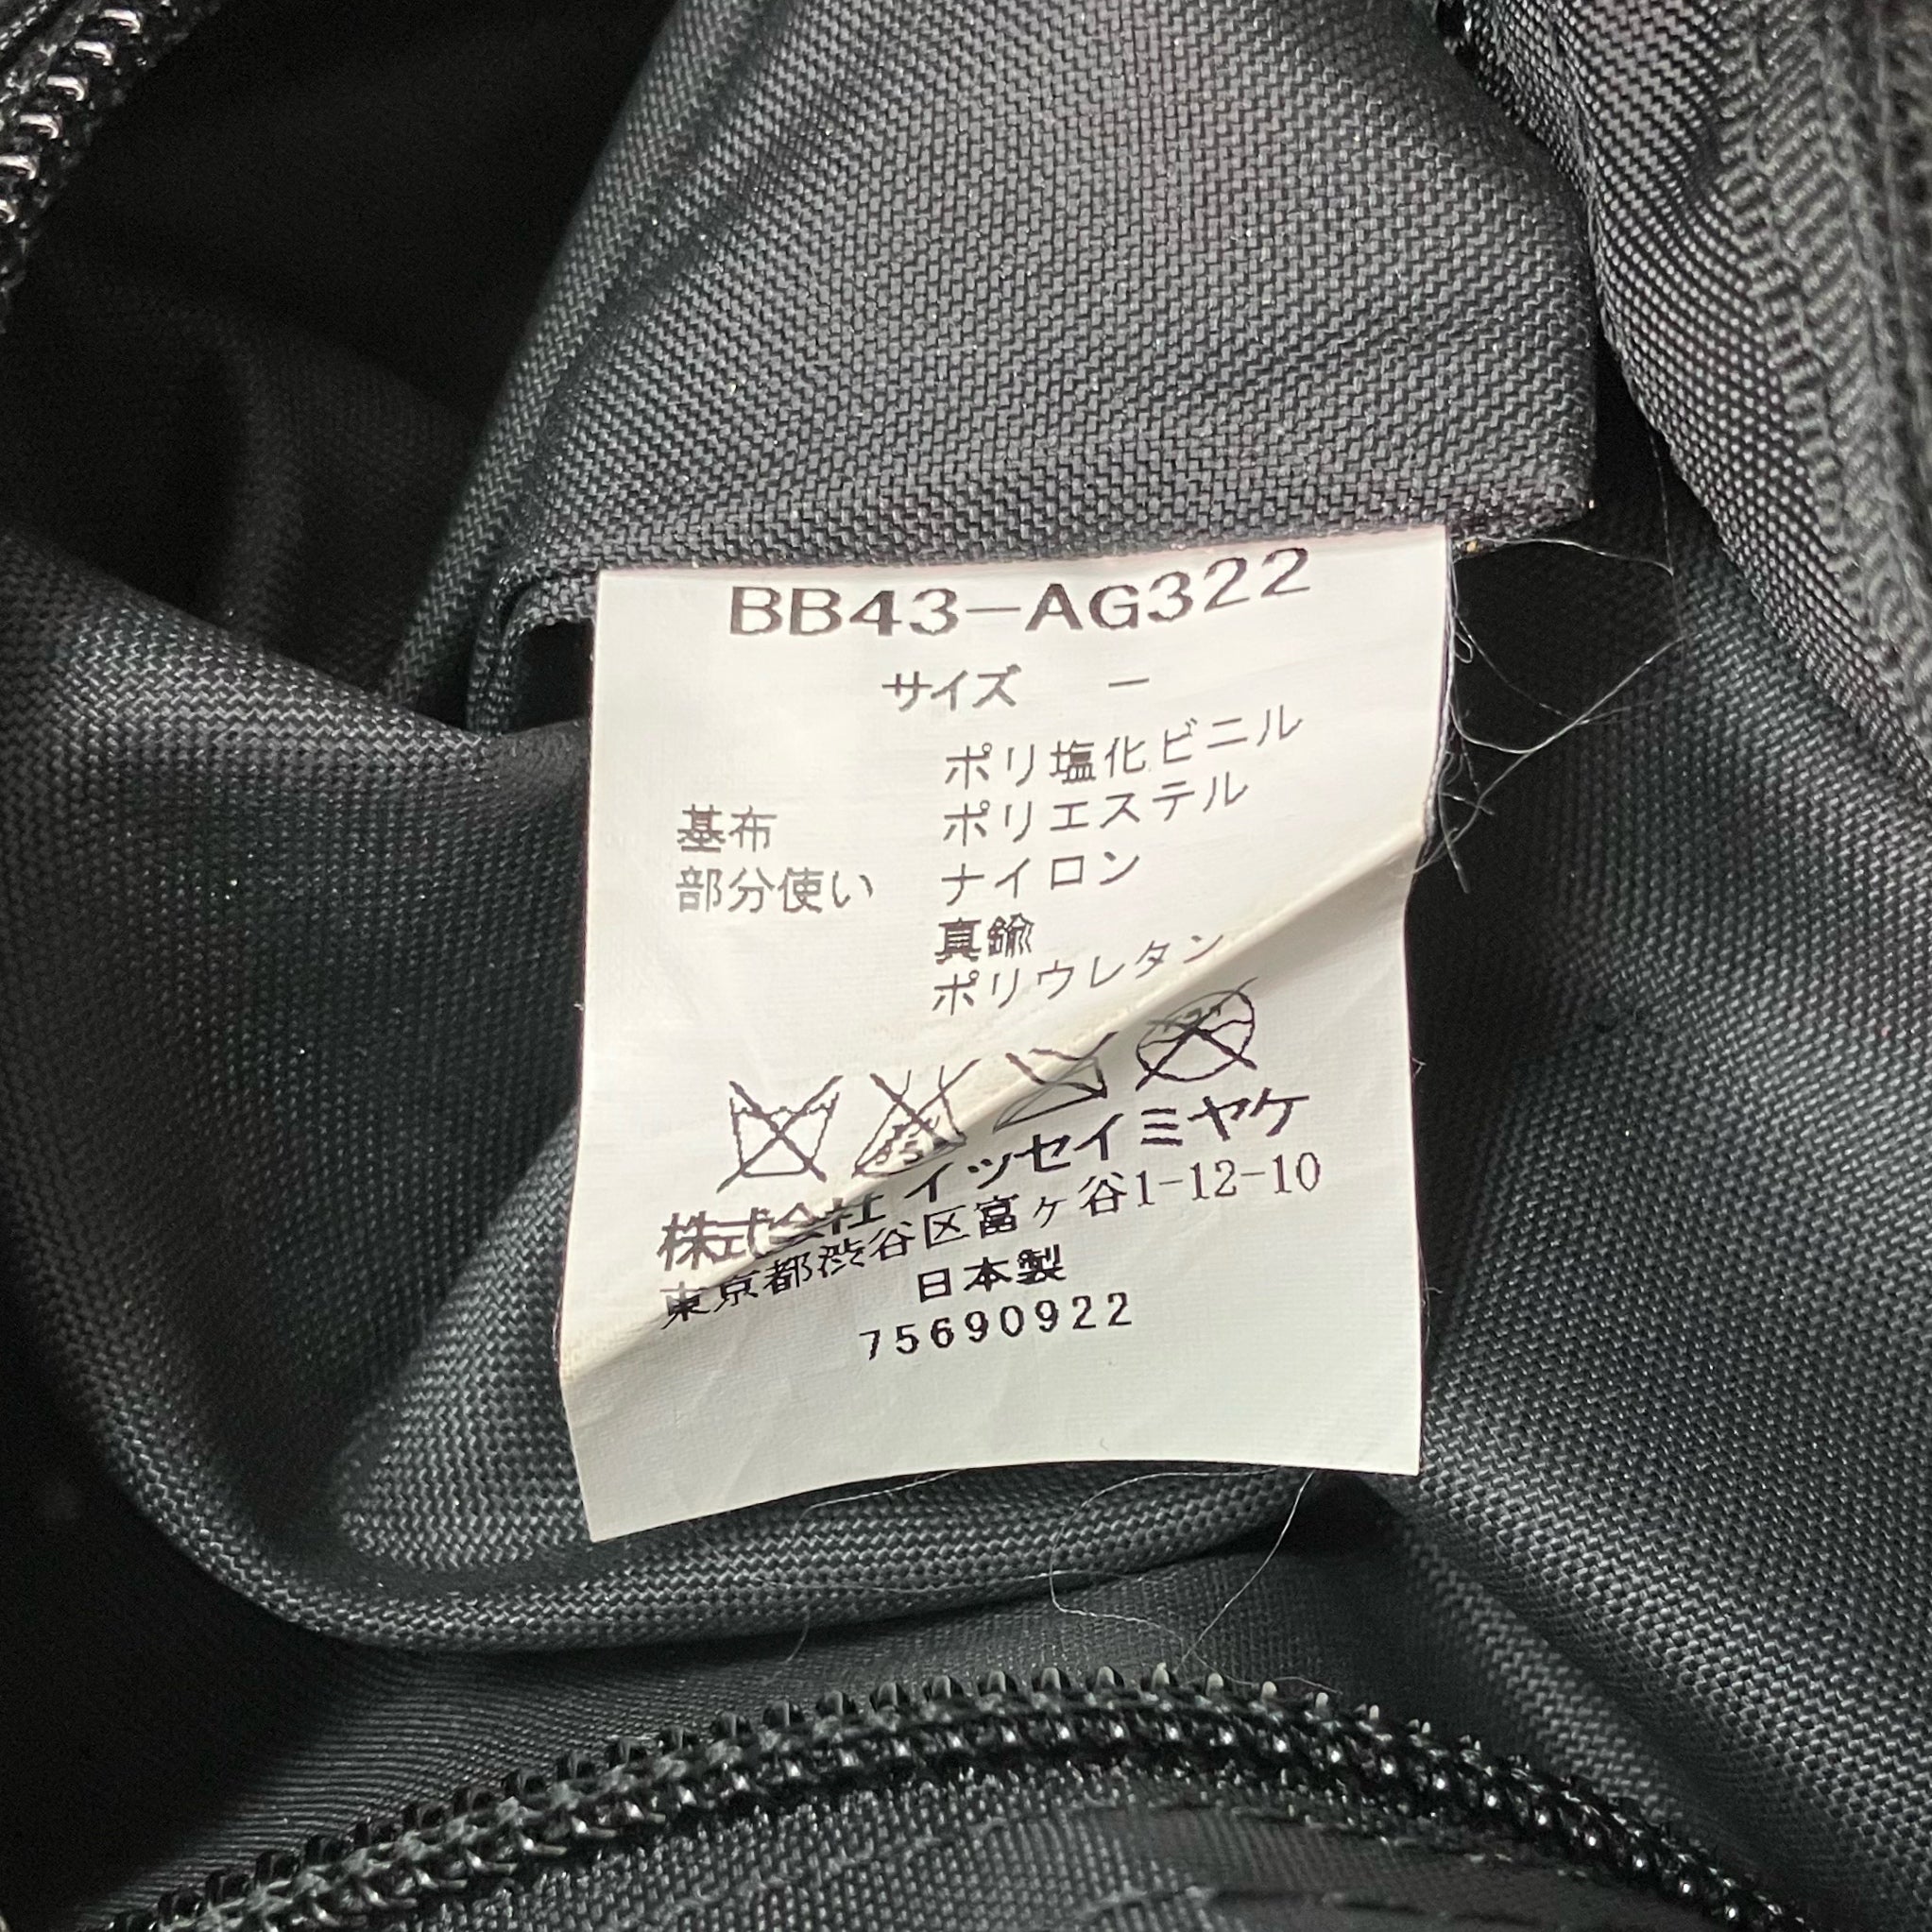 BB43-AG322
サイズ　－
ポリ塩化ビニル
基布　ポリエステル
部分使い　ナイロン
真鍮
ポリウレタン
株式会社 イッセイミヤケ
東京都渋谷区富ヶ谷1-12-10
日本製
75690922